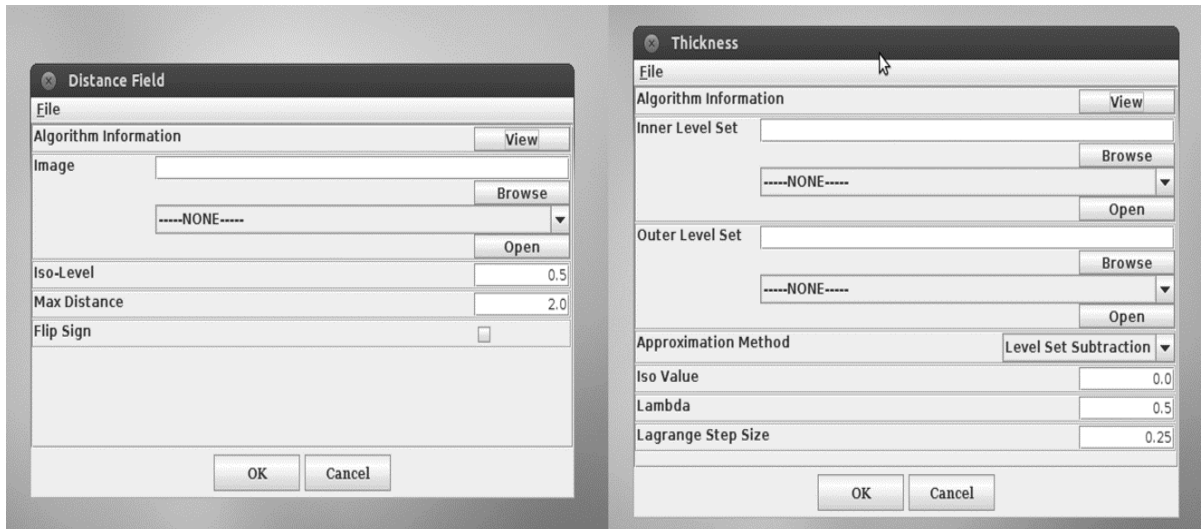 Distance Field
File
Algorithm Information View
Image
Browse
-----NONE-----
Open
Iso-Level 0.5
Max Distance 2.0
Flip Sign
OK Cancel
Thickness
File
Algorithm Information View
Inner Level Set
Browse
-----NONE-----
Open
Outer Level Set
Browse
-----NONE-----
Open
Approximation Method Level Set Subtraction
Iso Value 0.0
Lambda 0.5
Lagrange Step Size 0.25
OK Cancel